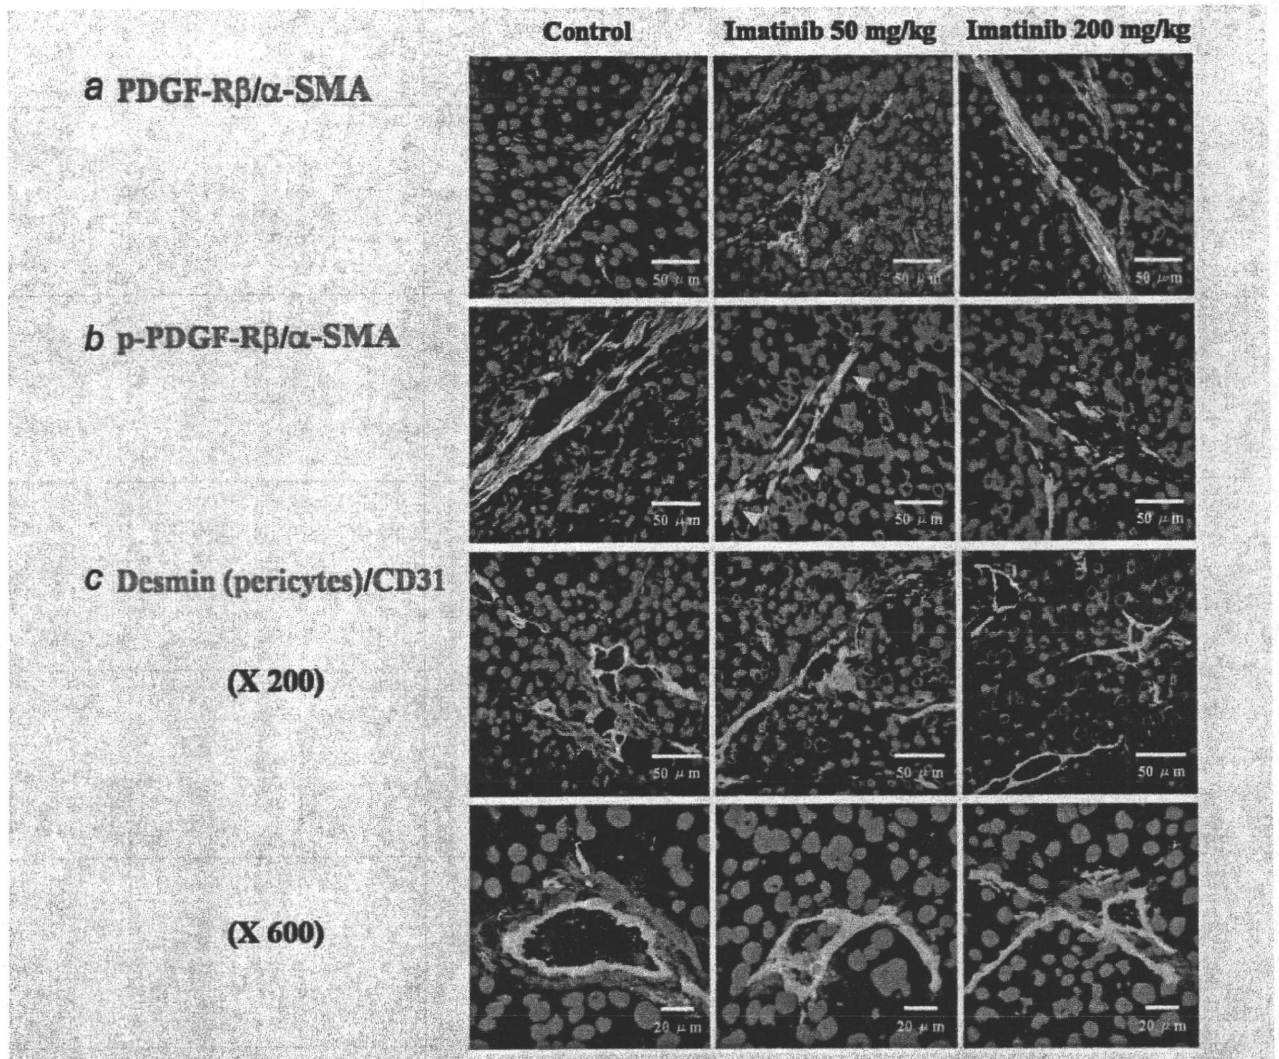 Control Imatinib 50 mg/kg Imatinib 200 mg/kg
a PDGF-Rβ/α-SMA
50 μm 50 μm 50 μm
b p-PDGF-Rβ/α-SMA
50 μm 50 μm 50 μm
c Desmin (pericytes)/CD31
(X 200)
50 μm 50 μm 50 μm
(X 600)
20 μm 20 μm 20 μm